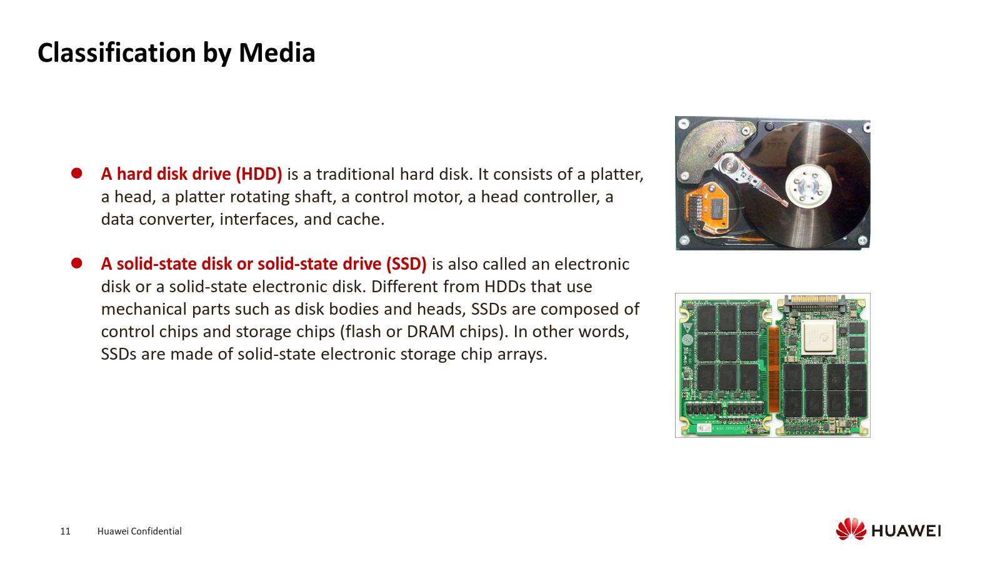 Classification by Media
A hard disk drive (HDD) is a traditional hard disk. It consists of a platter,
a head, a platter rotating shaft, a control motor, a head controller, a
data converter, interfaces, and cache.
A solid-state disk or solid-state drive (SSD) is also called an electronic
disk or a solid-state electronic disk. Different from HDDs that use
mechanical parts such as disk bodies and heads, SSDs are composed of
control chips and storage chips (flash or DRAM chips). In other words,
SSDs are made of solid-state electronic storage chip arrays.
11
Huawei Confidential
HUAWEI